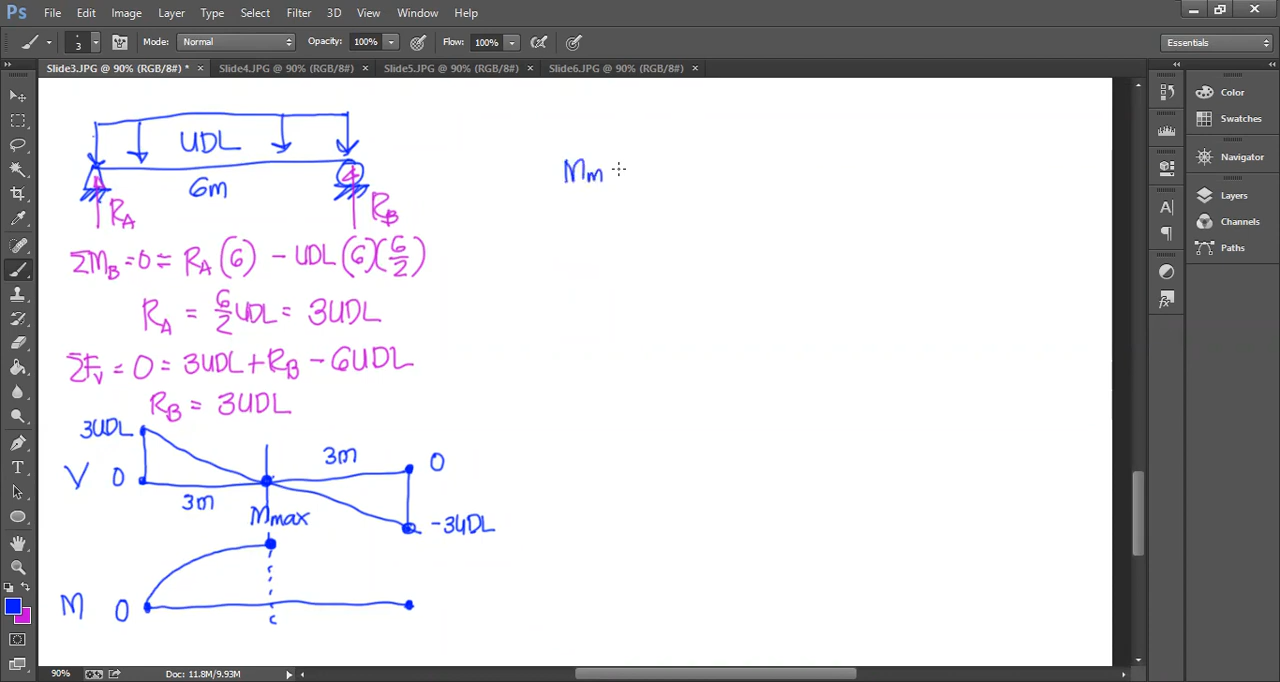 Ps File Edit Image Layer Type Select Filter 3D View Window Help
3 Mode: Normal Opacity: 100% Flow: 100% Essentials
Slide3.JPG @ 90% (RGB/8#) * × Slide4.JPG @ 90% (RGB/8#) × Slide5.JPG @ 90% (RGB/8#) × Slide6.JPG @ 90% (RGB/8#) ×
UDL
6m
RA RB
ΣMB = 0 = RA(6) - UDL(6)(6/2)
RA = 6/2 UDL = 3UDL
ΣFV = 0 = 3UDL + RB - 6UDL
RB = 3UDL
3UDL
V 0 3m 3m 0
Mmax
-3UDL
M 0
Mm
Color
Swatches
Navigator
Layers
Channels
Paths
90% Doc: 11.8M/9.93M